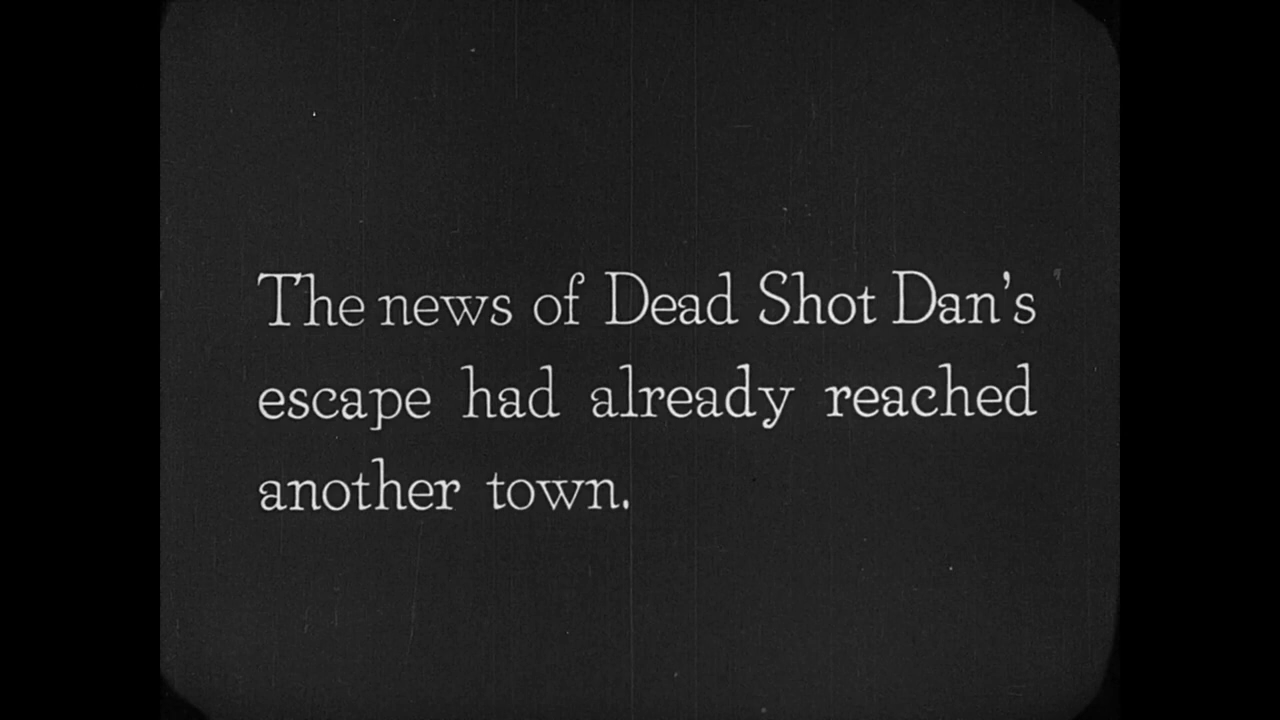 The news of Dead Shot Dan's
escape had already reached
another town.